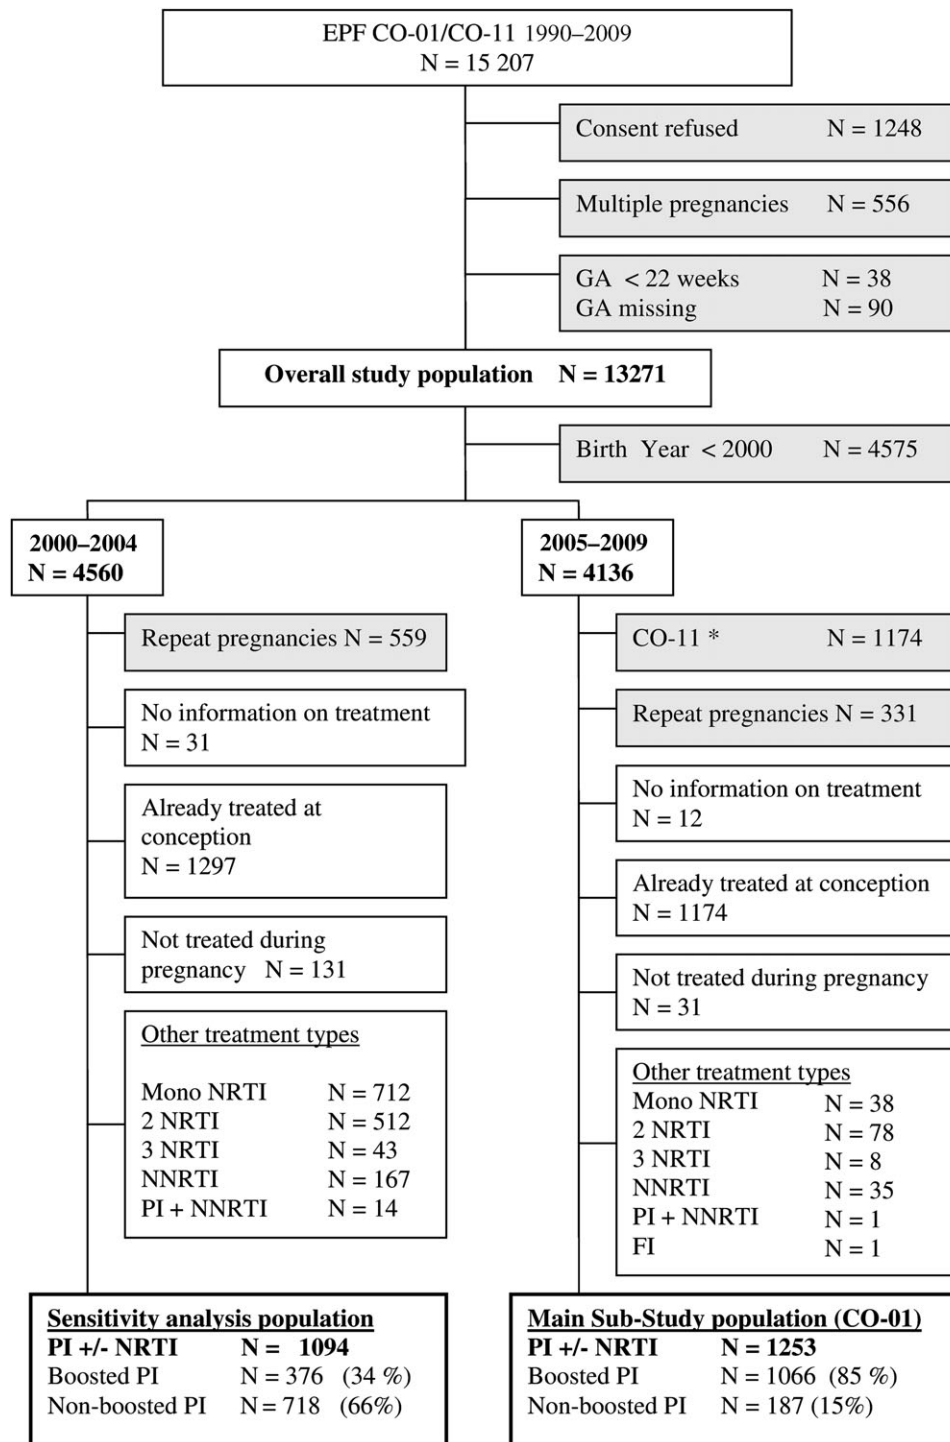 EPF CO-01/CO-11 1990–2009
N = 15 207
Consent refused N = 1248
Multiple pregnancies N = 556
GA < 22 weeks N = 38
GA missing N = 90
Overall study population N = 13271
Birth Year < 2000 N = 4575
2000–2004
N = 4560
Repeat pregnancies N = 559
No information on treatment
N = 31
Already treated at
conception
N = 1297
Not treated during
pregnancy N = 131
Other treatment types
Mono NRTI N = 712
2 NRTI N = 512
3 NRTI N = 43
NNRTI N = 167
PI + NNRTI N = 14
Sensitivity analysis population
PI +/- NRTI N = 1094
Boosted PI N = 376 (34 %)
Non-boosted PI N = 718 (66%)
2005–2009
N = 4136
CO-11 * N = 1174
Repeat pregnancies N = 331
No information on treatment
N = 12
Already treated at conception
N = 1174
Not treated during pregnancy
N = 31
Other treatment types
Mono NRTI N = 38
2 NRTI N = 78
3 NRTI N = 8
NNRTI N = 35
PI + NNRTI N = 1
FI N = 1
Main Sub-Study population (CO-01)
PI +/- NRTI N = 1253
Boosted PI N = 1066 (85 %)
Non-boosted PI N = 187 (15%)